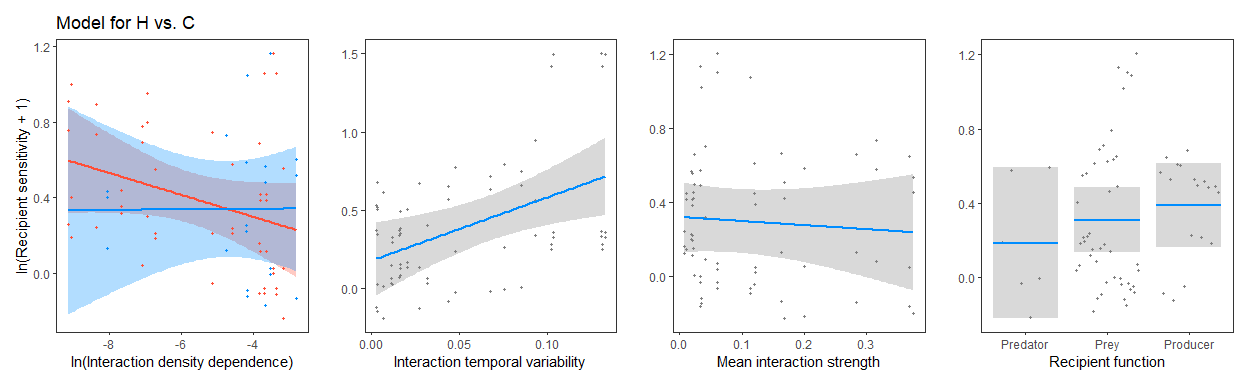 Model for H vs. C
ln(Recipient sensitivity + 1)
1.2
0.8
0.4
0.0
-8
-6
-4
ln(Interaction density dependence)
1.5
1.0
0.5
0.0
0.00
0.05
0.10
Interaction temporal variability
1.2
0.8
0.4
0.0
0.0
0.1
0.2
0.3
Mean interaction strength
1.2
0.8
0.4
0.0
Predator
Prey
Producer
Recipient function